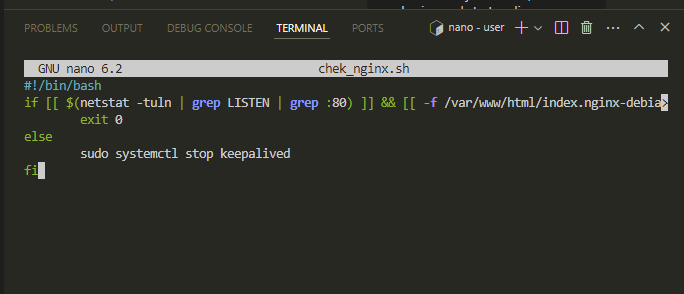 PROBLEMS OUTPUT DEBUG CONSOLE TERMINAL PORTS nano - user
GNU nano 6.2 chek_nginx.sh
#!/bin/bash
if [[ $(netstat -tuln | grep LISTEN | grep :80) ]] && [[ -f /var/www/html/index.nginx-debia>
exit 0
else
sudo systemctl stop keepalived
fi